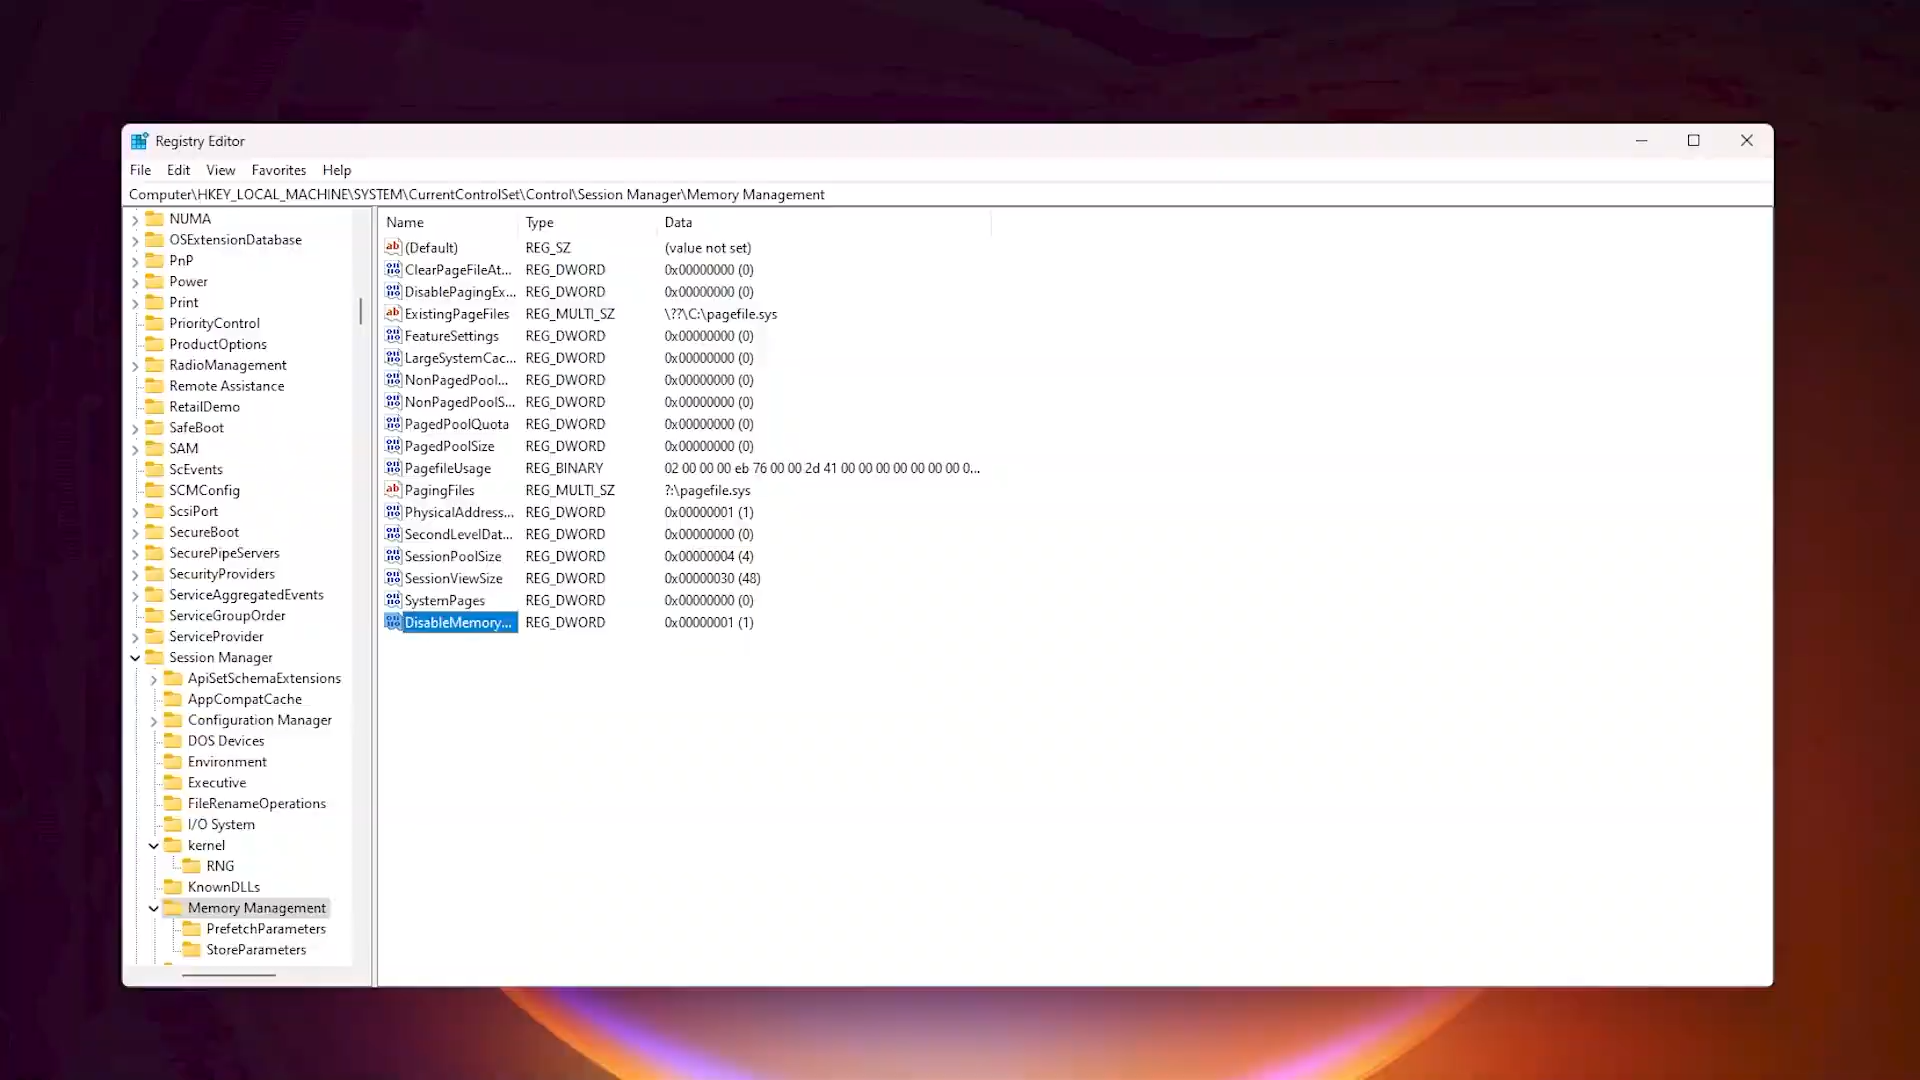 Registry Editor
File Edit View Favorites Help
Computer\HKEY_LOCAL_MACHINE\SYSTEM\CurrentControlSet\Control\Session Manager\Memory Management
NUMA
OSExtensionDatabase
PnP
Power
Print
PriorityControl
ProductOptions
RadioManagement
Remote Assistance
RetailDemo
SafeBoot
SAM
ScEvents
SCMConfig
ScsiPort
SecureBoot
SecurePipeServers
SecurityProviders
ServiceAggregatedEvents
ServiceGroupOrder
ServiceProvider
Session Manager
ApiSetSchemaExtensions
AppCompatCache
Configuration Manager
DOS Devices
Environment
Executive
FileRenameOperations
I/O System
kernel
RNG
KnownDLLs
Memory Management
PrefetchParameters
StoreParameters
Name Type Data
(Default) REG_SZ (value not set)
ClearPageFileAt... REG_DWORD 0x00000000 (0)
DisablePagingEx... REG_DWORD 0x00000000 (0)
ExistingPageFiles REG_MULTI_SZ \??\C:\pagefile.sys
FeatureSettings REG_DWORD 0x00000000 (0)
LargeSystemCac... REG_DWORD 0x00000000 (0)
NonPagedPool... REG_DWORD 0x00000000 (0)
NonPagedPoolS... REG_DWORD 0x00000000 (0)
PagedPoolQuota REG_DWORD 0x00000000 (0)
PagedPoolSize REG_DWORD 0x00000000 (0)
PagefileUsage REG_BINARY 02 00 00 00 eb 76 00 00 2d 41 00 00 00 00 00 00 00 0...
PagingFiles REG_MULTI_SZ ?:\pagefile.sys
PhysicalAddress... REG_DWORD 0x00000001 (1)
SecondLevelDat... REG_DWORD 0x00000000 (0)
SessionPoolSize REG_DWORD 0x00000004 (4)
SessionViewSize REG_DWORD 0x00000030 (48)
SystemPages REG_DWORD 0x00000000 (0)
DisableMemory... REG_DWORD 0x00000001 (1)